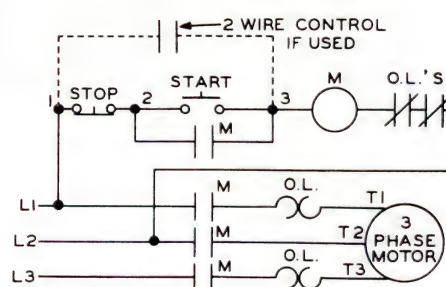 2 WIRE CONTROL
IF USED
START
M
O.L.'S
1
STOP
2
3
M
M
O.L.
T1
L1
M
T2
3
PHASE
MOTOR
L2
M
O.L.
T3
L3